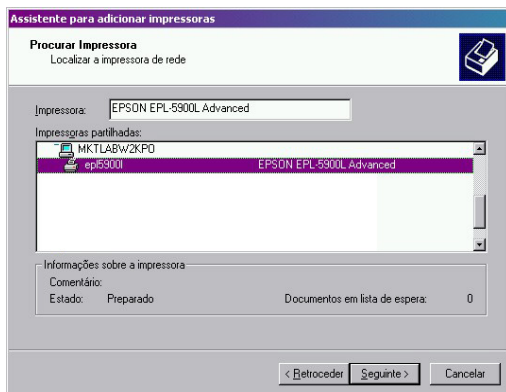 Assistente para adicionar impressoras
Procurar Impressora
Localizar a impressora de rede
Impressora: EPSON EPL-5900L Advanced
Impressoras partilhadas:
MKTLABW2KPO
epl5900l EPSON EPL-5900L Advanced
Informações sobre a impressora
Comentário:
Estado: Preparado Documentos em lista de espera: 0
< Retroceder Seguinte > Cancelar